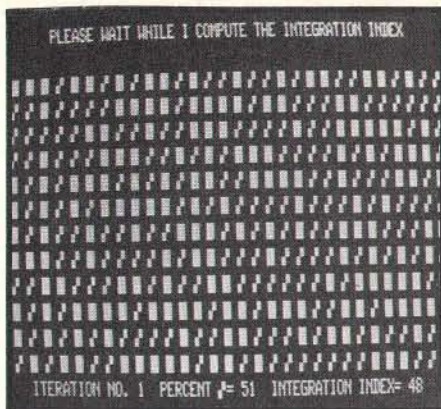 PLEASE WAIT WHILE I COMPUTE THE INTEGRATION INDEX
ITERATION NO. 1 PERCENT ▞= 51 INTEGRATION INDEX= 48